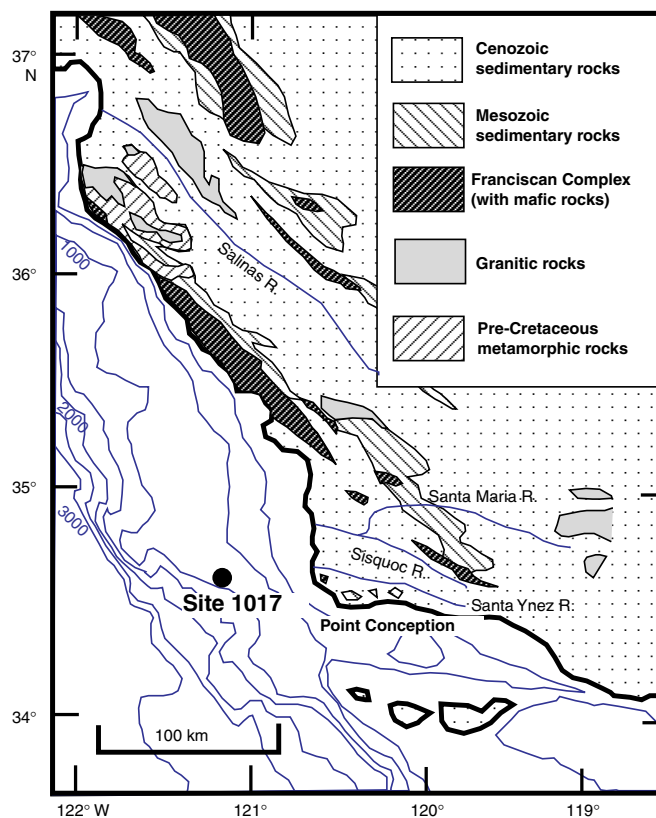 37°
N
36°
35°
34°
122° W
121°
120°
119°
Cenozoic
sedimentary rocks
Mesozoic
sedimentary rocks
Franciscan Complex
(with mafic rocks)
Granitic rocks
Pre-Cretaceous
metamorphic rocks
1000
2000
3000
Salinas R.
Santa Maria R.
Sisquoc R.
Santa Ynez R.
Site 1017
Point Conception
100 km